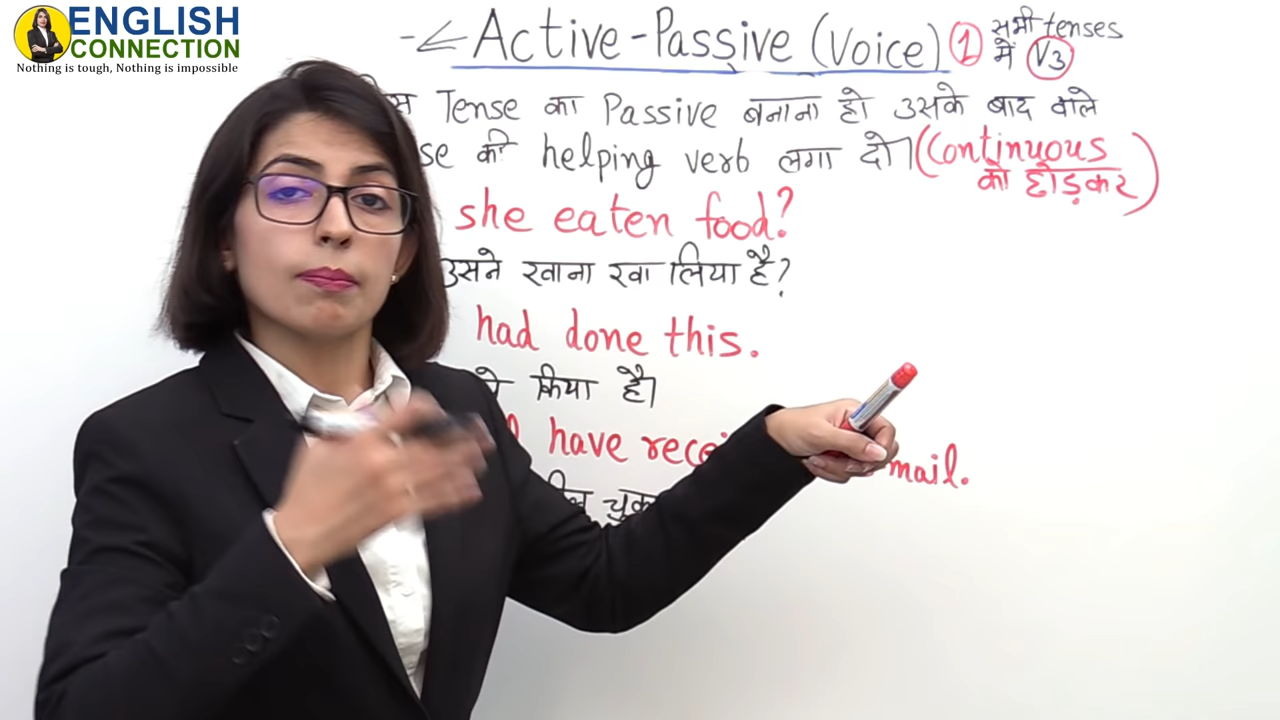 ENGLISH
CONNECTION
Nothing is tough, Nothing is impossible
Active-Passive (Voice) 1 सभी tenses
में V3
Tense का Passive बनाना हो उसके बाद वाले
se की helping verb लगा दो। (Continuous
को छोड़कर)
she eaten food?
उसने खाना खा लिया है?
had done this.
ने किया है।
have recei mail.
चुक